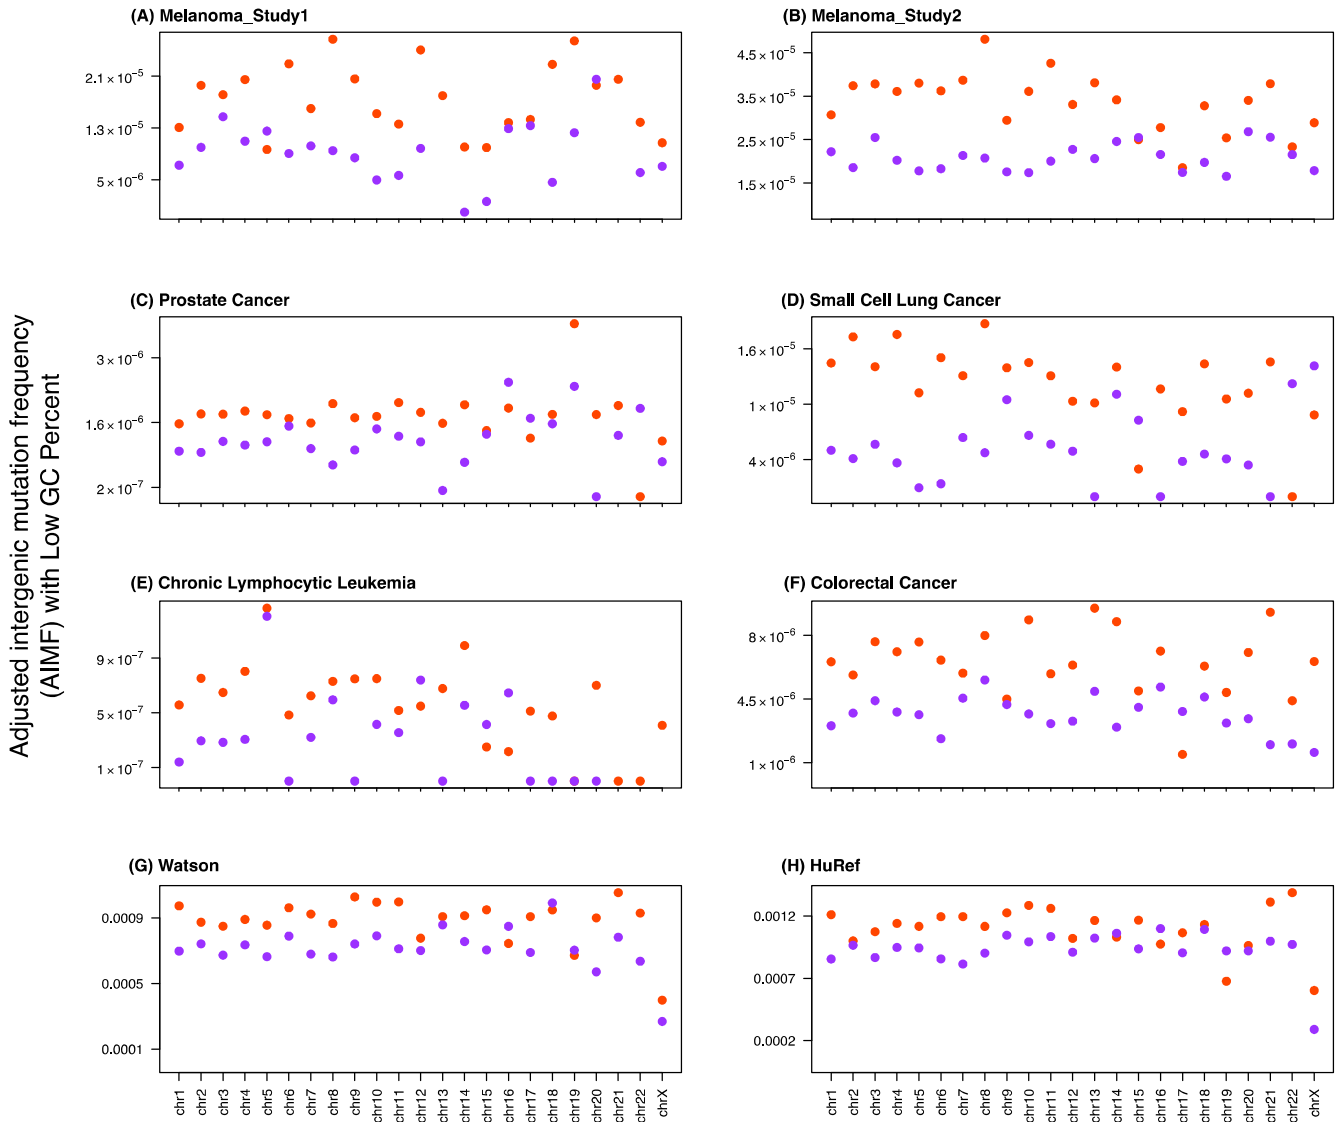 (A) Melanoma_Study1
2.1 × 10⁻⁵
1.3 × 10⁻⁵
5 × 10⁻⁶
(B) Melanoma_Study2
4.5 × 10⁻⁵
3.5 × 10⁻⁵
2.5 × 10⁻⁵
1.5 × 10⁻⁵
Adjusted intergenic mutation frequency
(AIMF) with Low GC Percent
(C) Prostate Cancer
3 × 10⁻⁶
1.6 × 10⁻⁶
2 × 10⁻⁷
(D) Small Cell Lung Cancer
1.6 × 10⁻⁵
1 × 10⁻⁵
4 × 10⁻⁶
(E) Chronic Lymphocytic Leukemia
9 × 10⁻⁷
5 × 10⁻⁷
1 × 10⁻⁷
(F) Colorectal Cancer
8 × 10⁻⁶
4.5 × 10⁻⁶
1 × 10⁻⁶
(G) Watson
0.0009
0.0005
0.0001
chr1
chr2
chr3
chr4
chr5
chr6
chr7
chr8
chr9
chr10
chr11
chr12
chr13
chr14
chr15
chr16
chr17
chr18
chr19
chr20
chr21
chr22
chrX
(H) HuRef
0.0012
0.0007
0.0002
chr1
chr2
chr3
chr4
chr5
chr6
chr7
chr8
chr9
chr10
chr11
chr12
chr13
chr14
chr15
chr16
chr17
chr18
chr19
chr20
chr21
chr22
chrX